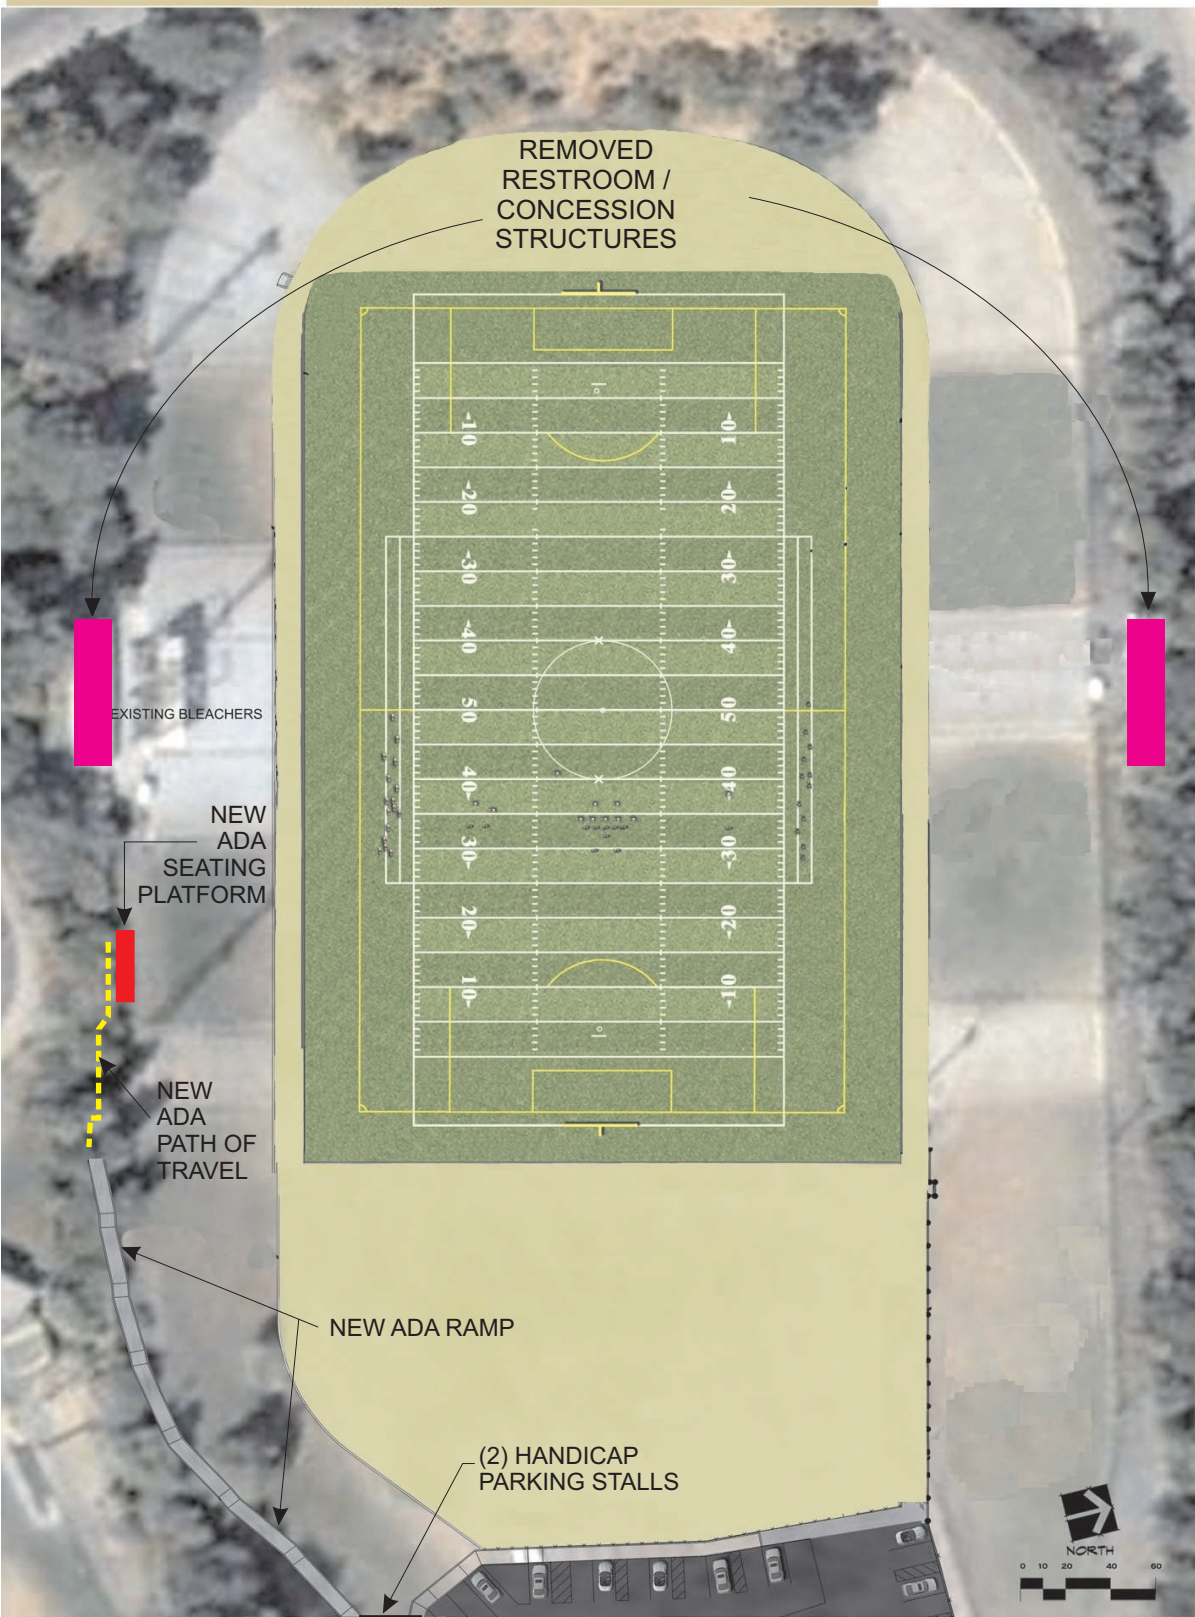 REMOVED
RESTROOM /
CONCESSION
STRUCTURES
10 10
20 20
30 30
40 40
50 50
EXISTING BLEACHERS
40 40
NEW
ADA
SEATING
PLATFORM
30 30
20 20
10 10
NEW
ADA
PATH OF
TRAVEL
NEW ADA RAMP
(2) HANDICAP
PARKING STALLS
NORTH
0 10 20 40 60